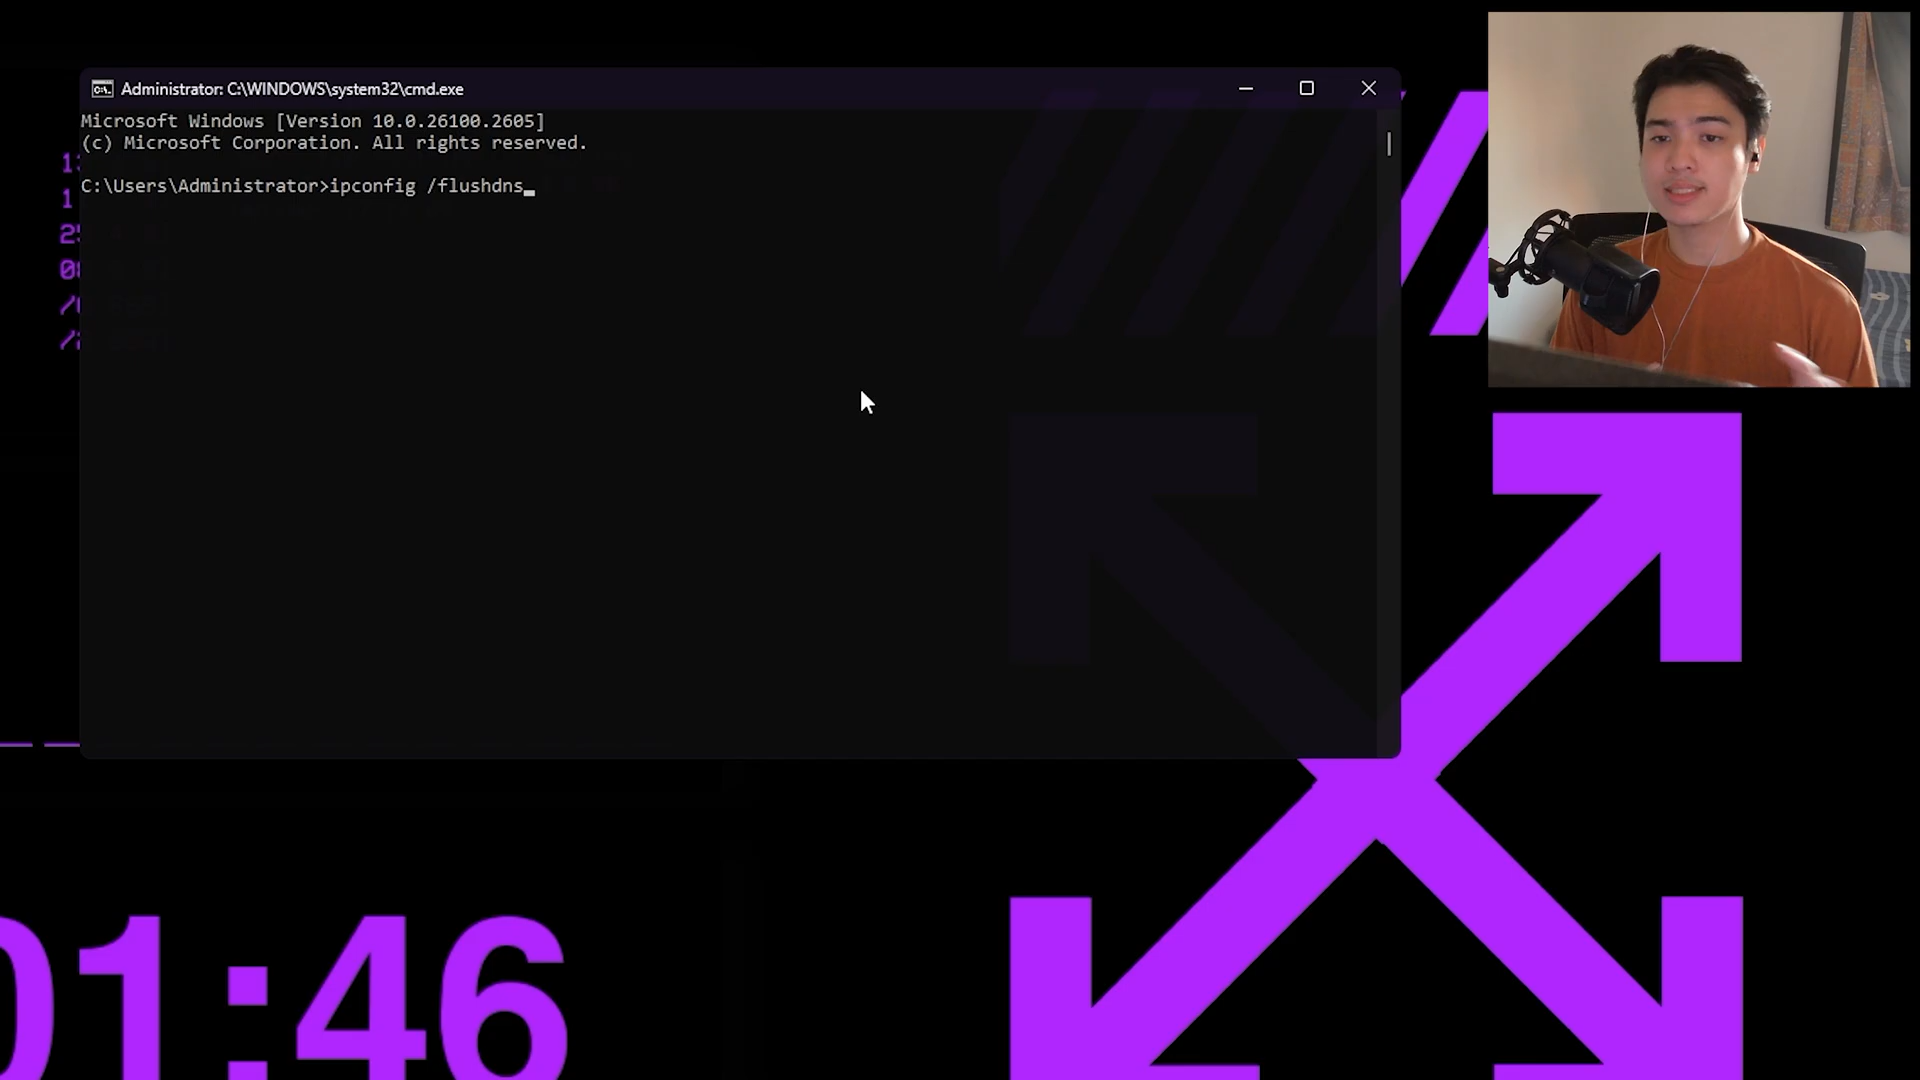 Administrator: C:\WINDOWS\system32\cmd.exe
Microsoft Windows [Version 10.0.26100.2605]
(c) Microsoft Corporation. All rights reserved.
C:\Users\Administrator>ipconfig /flushdns_
01:46